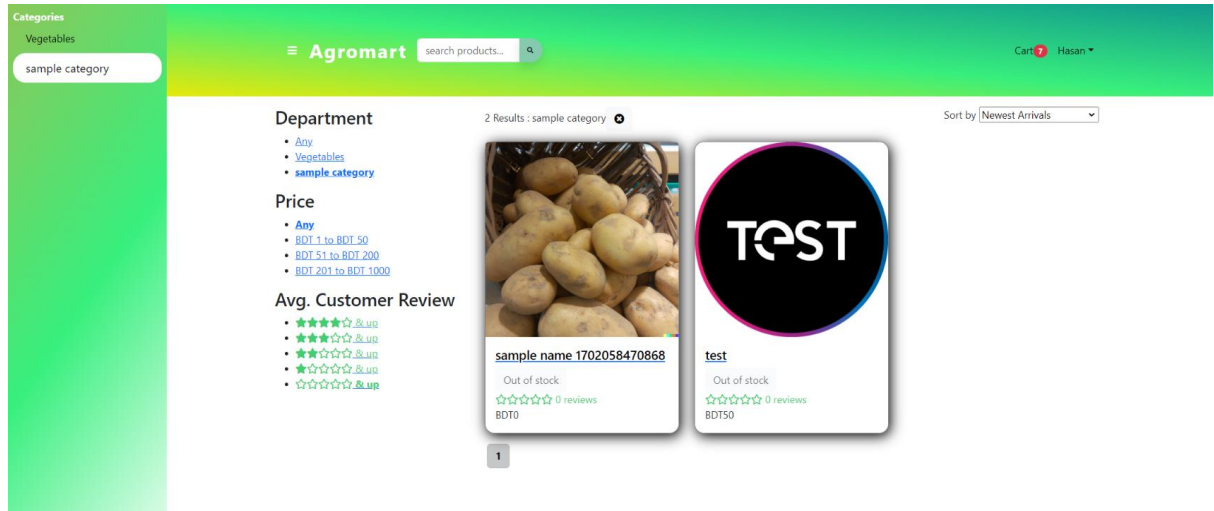 Categories
Vegetables
sample category
Agromart
search products...
Cart 7
Hasan
Department
Any
Vegetables
sample category
Price
Any
BDT 1 to BDT 50
BDT 51 to BDT 200
BDT 201 to BDT 1000
Avg. Customer Review
& up
& up
& up
& up
& up
2 Results : sample category
Sort by Newest Arrivals
sample name 1702058470868
Out of stock
0 reviews
BDT0
TEST
test
Out of stock
0 reviews
BDT50
1